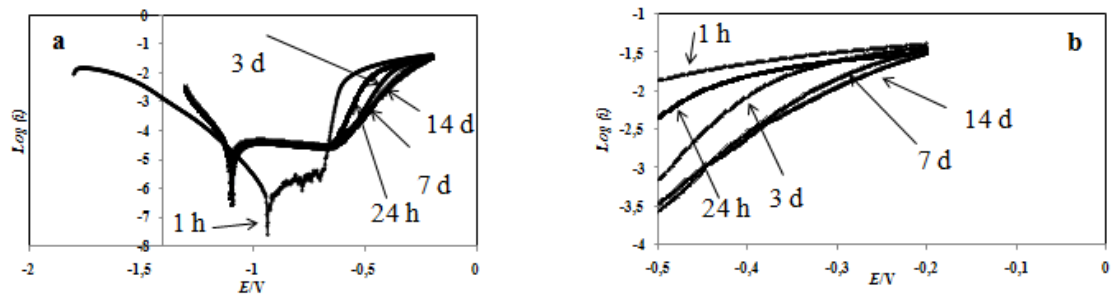 a
0
-1
-2
-3
-4
-5
-6
-7
-8
Log (i)
3 d
14 d
7 d
24 h
1 h
-2 -1,5 -1 -0,5 0
E/V
b
-1
-1,5
-2
-2,5
-3
-3,5
-4
Log (i)
1 h
14 d
7 d
3 d
24 h
-0,5 -0,4 -0,3 -0,2 -0,1 0
E/V